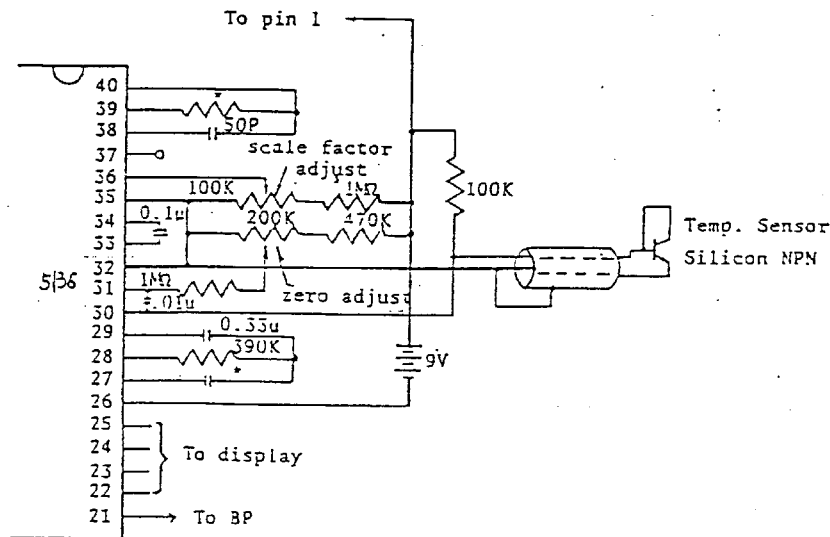 To pin 1
40
39
*
38
50P
37
scale factor
adjust
36
35
100K
1MΩ
100K
34
0.1u
200K
470K
33
Temp. Sensor
Silicon NPN
32
5136
31
1MΩ
.01u
zero adjust
30
29
0.33u
28
390K
27
*
9V
26
25
24
To display
23
22
21
To BP